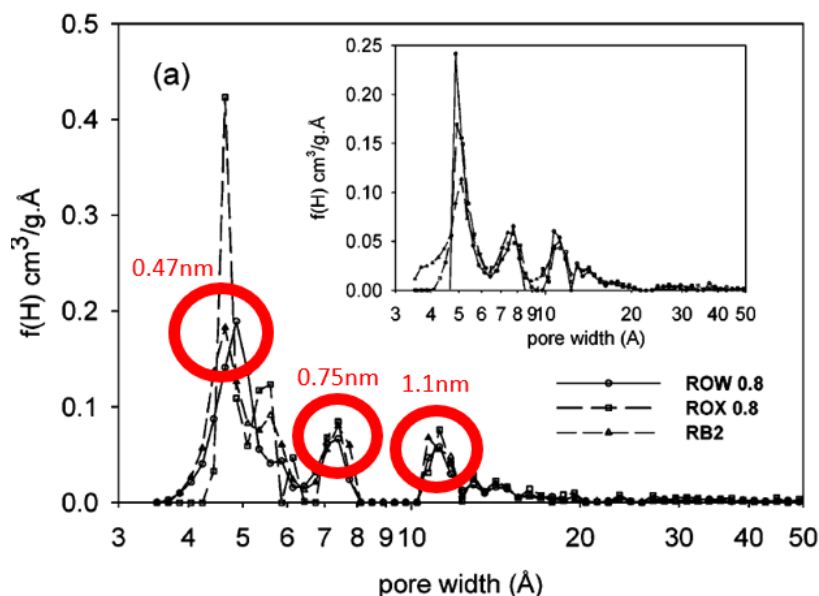 (a)
f(H) cm³/g.Å
0.5
0.4
0.3
0.2
0.1
0.0
3 4 5 6 7 8 9 10 20 30 40 50
pore width (Å)
0.47nm
0.75nm
1.1nm
f(H) cm³/g.Å
0.25
0.20
0.15
0.10
0.05
0.00
3 4 5 6 7 8 9 10 20 30 40 50
pore width (A)
ROW 0.8
ROX 0.8
RB2